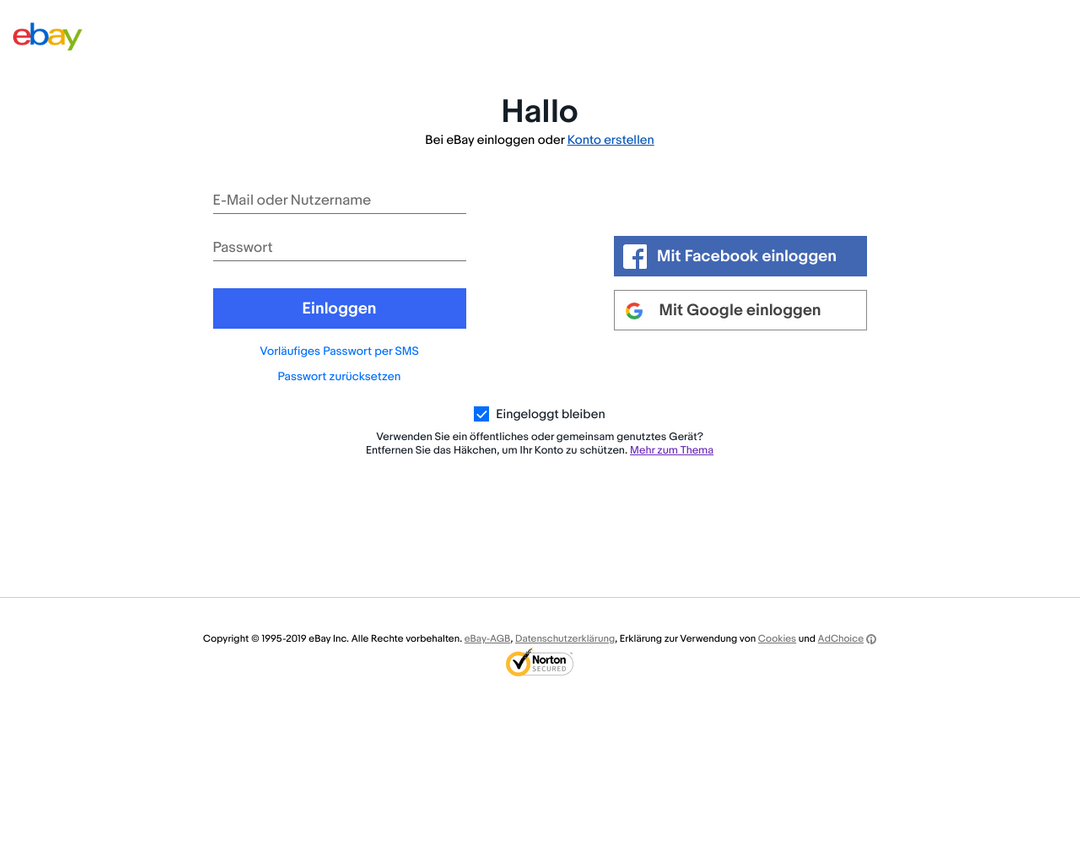 ebay
Hallo
Bei eBay einloggen oder Konto erstellen
E-Mail oder Nutzername
Passwort
Einloggen
Vorläufiges Passwort per SMS
Passwort zurücksetzen
Mit Facebook einloggen
Mit Google einloggen
Eingeloggt bleiben
Verwenden Sie ein öffentliches oder gemeinsam genutztes Gerät?
Entfernen Sie das Häkchen, um Ihr Konto zu schützen. Mehr zum Thema
Copyright © 1995-2019 eBay Inc. Alle Rechte vorbehalten. eBay-AGB, Datenschutzerklärung, Erklärung zur Verwendung von Cookies und AdChoice
Norton
SECURED